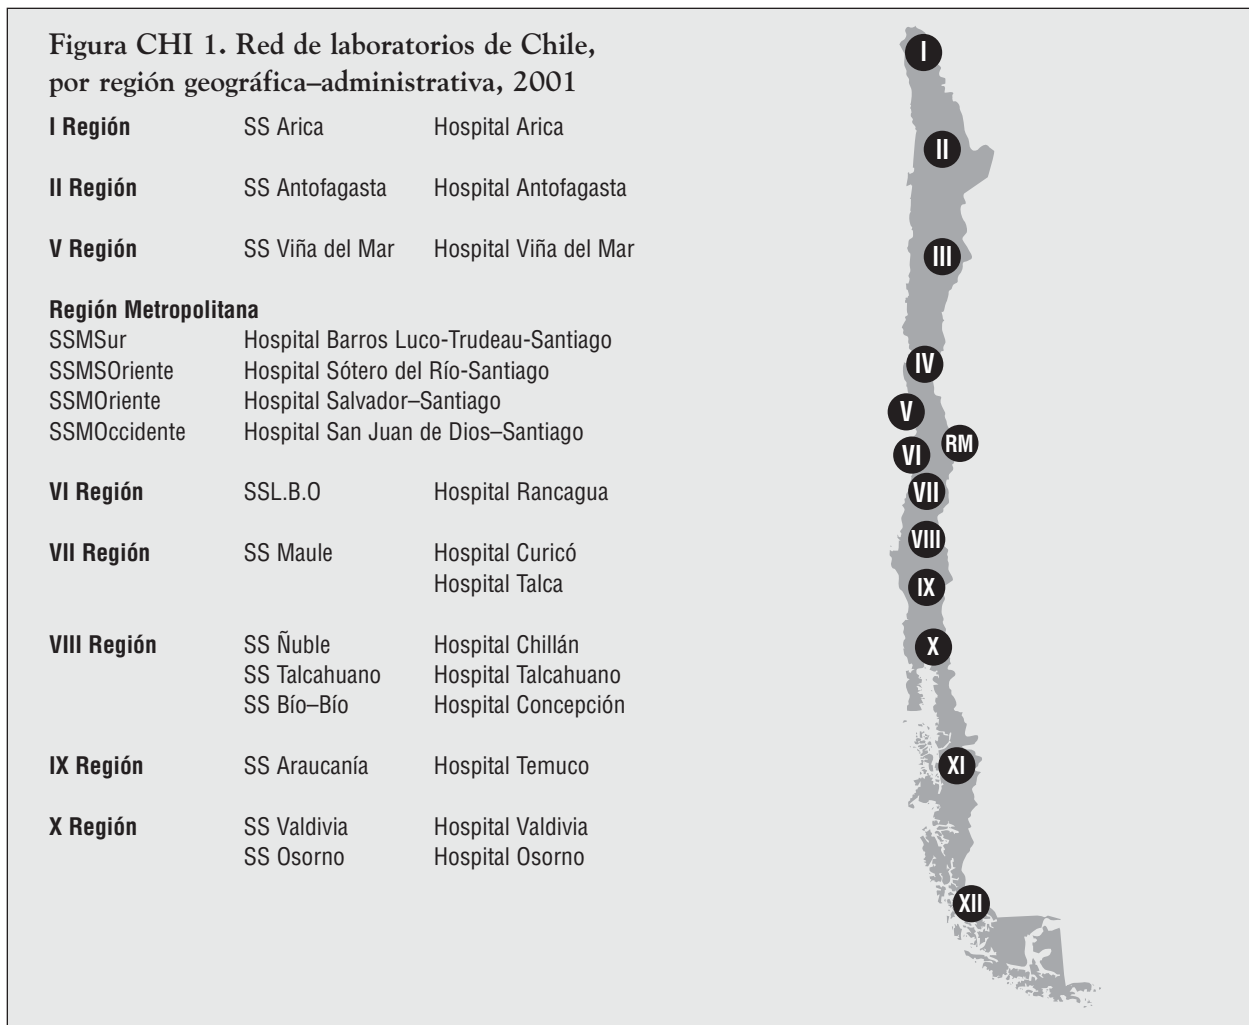 Figura CHI 1. Red de laboratorios de Chile,
por región geográfica–administrativa, 2001
I Región SS Arica Hospital Arica
II Región SS Antofagasta Hospital Antofagasta
V Región SS Viña del Mar Hospital Viña del Mar
Región Metropolitana
SSMSur Hospital Barros Luco-Trudeau-Santiago
SSMSOriente Hospital Sótero del Río-Santiago
SSMOriente Hospital Salvador–Santiago
SSMOccidente Hospital San Juan de Dios–Santiago
VI Región SSL.B.O Hospital Rancagua
VII Región SS Maule Hospital Curicó
Hospital Talca
VIII Región SS Ñuble Hospital Chillán
SS Talcahuano Hospital Talcahuano
SS Bío–Bío Hospital Concepción
IX Región SS Araucanía Hospital Temuco
X Región SS Valdivia Hospital Valdivia
SS Osorno Hospital Osorno
I
II
III
IV
V
RM
VI
VII
VIII
IX
X
XI
XII